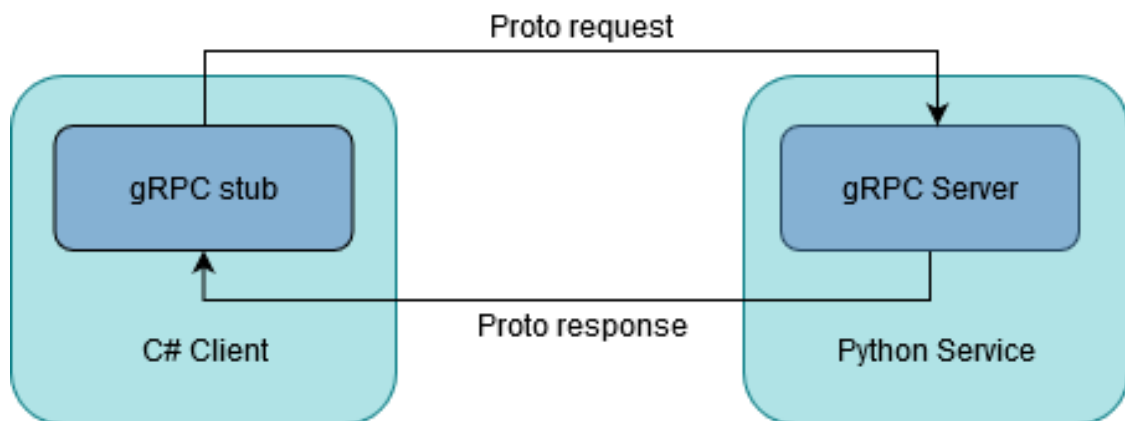 Proto request
gRPC stub
gRPC Server
Proto response
C# Client
Python Service